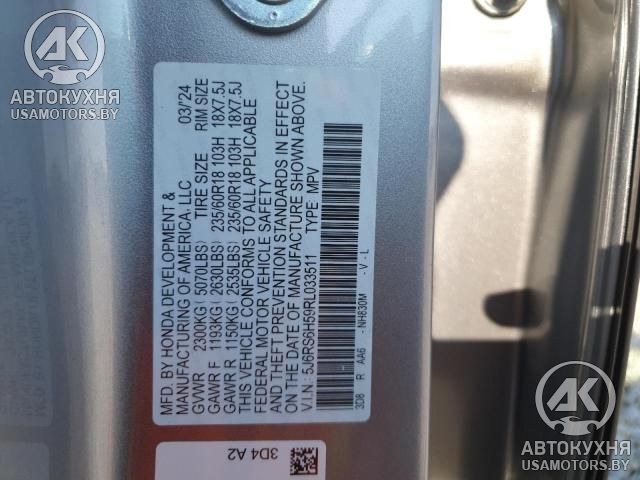 AK
АВТОКУХНЯ
USAMOTORS.BY
MFD. BY HONDA DEVELOPMENT & 03/'24
MANUFACTURING OF AMERICA, LLC
TIRE SIZE RIM SIZE
GVWR 2300KG ( 5070LBS)
GAWR F 1193KG ( 2630LBS) 235/60R18 103H 18X7.5J
GAWR R 1150KG ( 2535LBS) 235/60R18 103H 18X7.5J
THIS VEHICLE CONFORMS TO ALL APPLICABLE
FEDERAL MOTOR VEHICLE SAFETY
AND THEFT PREVENTION STANDARDS IN EFFECT
ON THE DATE OF MANUFACTURE SHOWN ABOVE.
V.I.N.: 5J6RS6H59RL033511 TYPE: MPV
3D8 R AA6 - NH830M - V - L
3D4 A2
AK
АВТОКУХНЯ
USAMOTORS.BY